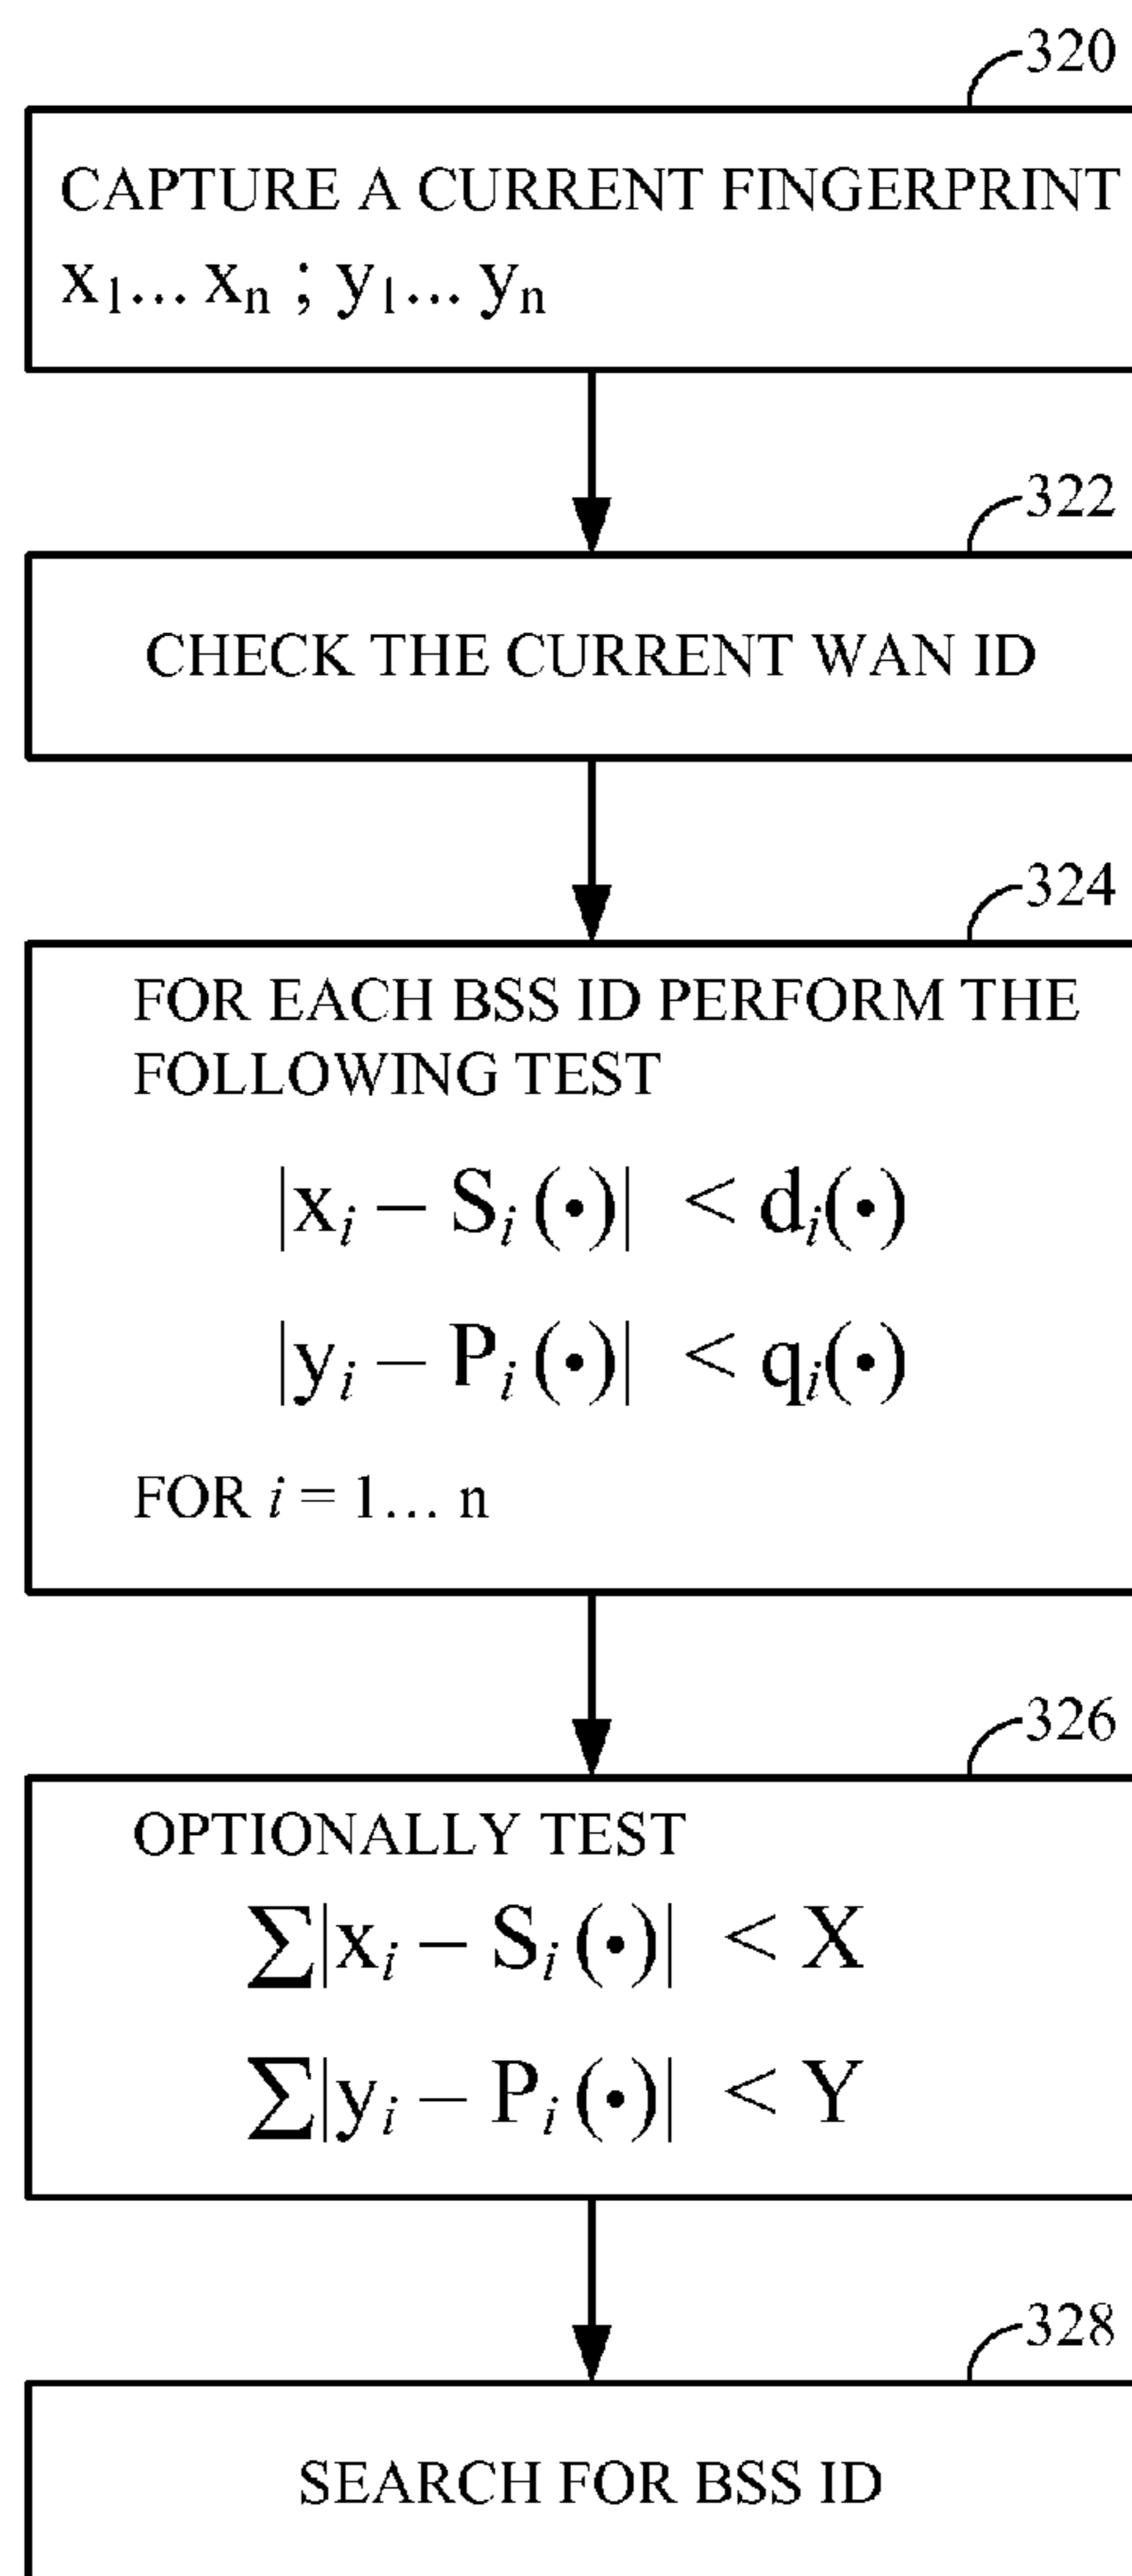 320
CAPTURE A CURRENT FINGERPRINT
x₁... xₙ ; y₁... yₙ
322
CHECK THE CURRENT WAN ID
324
FOR EACH BSS ID PERFORM THE
FOLLOWING TEST
|xᵢ – Sᵢ (•)| < dᵢ(•)
|yᵢ – Pᵢ (•)| < qᵢ(•)
FOR i = 1... n
326
OPTIONALLY TEST
∑|xᵢ – Sᵢ (•)| < X
∑|yᵢ – Pᵢ (•)| < Y
328
SEARCH FOR BSS ID